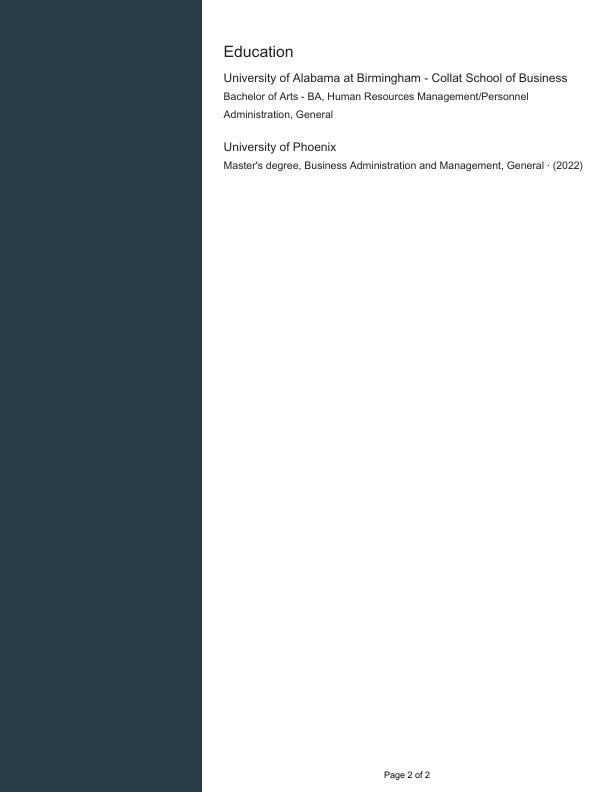 Education
University of Alabama at Birmingham - Collat School of Business
Bachelor of Arts - BA, Human Resources Management/Personnel
Administration, General
University of Phoenix
Master's degree, Business Administration and Management, General · (2022)
Page 2 of 2